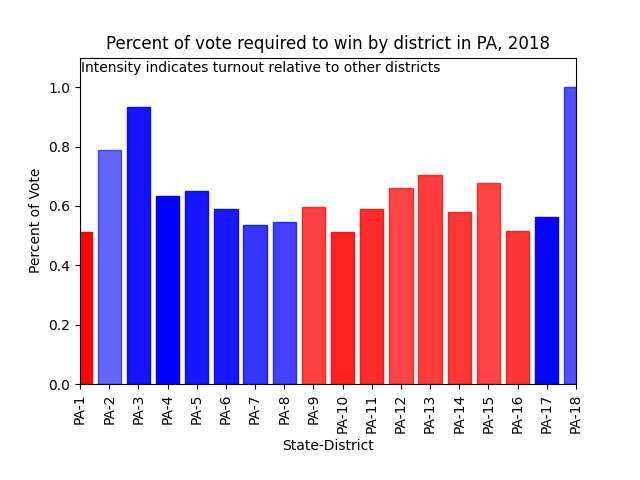 Percent of vote required to win by district in PA, 2018
Intensity indicates turnout relative to other districts
1.0
0.8
0.6
0.4
0.2
0.0
Percent of Vote
PA-1
PA-2
PA-3
PA-4
PA-5
PA-6
PA-7
PA-8
PA-9
PA-10
PA-11
PA-12
PA-13
PA-14
PA-15
PA-16
PA-17
PA-18
State-District